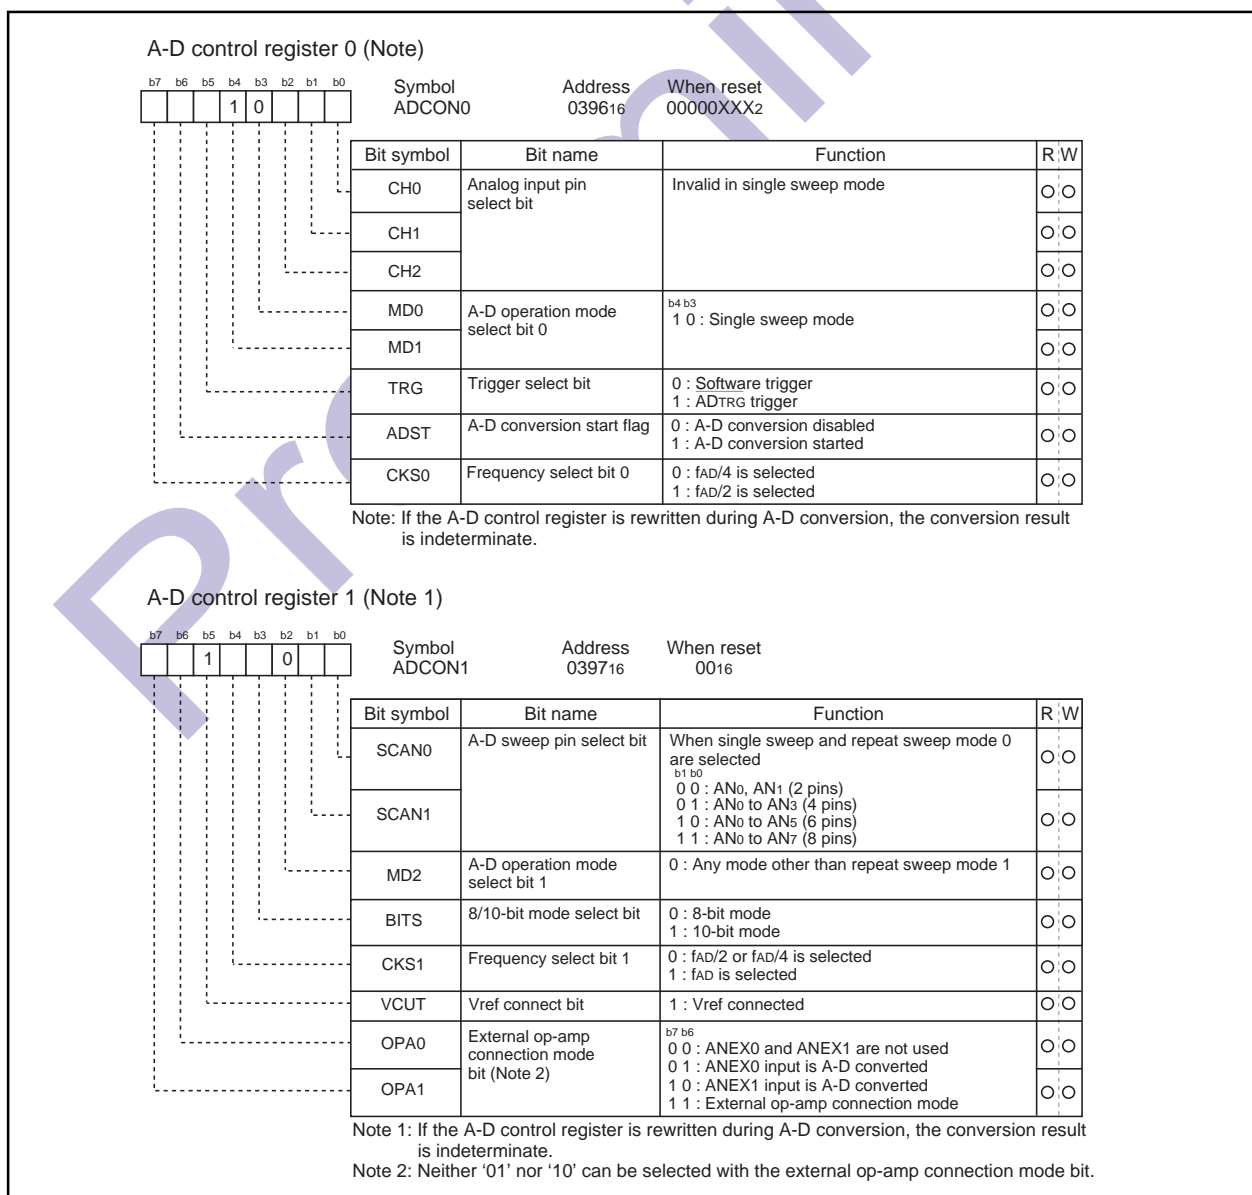 A-D control register 0 (Note)
b7 b6 b5 b4 b3 b2 b1 b0
1 0
Symbol Address When reset
ADCON0 039616 00000XXX2
Bit symbol Bit name Function R W
CH0 Analog input pin select bit Invalid in single sweep mode
CH1
CH2
MD0 A-D operation mode select bit 0 b4 b3
1 0 : Single sweep mode
MD1
TRG Trigger select bit 0 : Software trigger
1 : ADTRG trigger
ADST A-D conversion start flag 0 : A-D conversion disabled
1 : A-D conversion started
CKS0 Frequency select bit 0 0 : fAD/4 is selected
1 : fAD/2 is selected
Note: If the A-D control register is rewritten during A-D conversion, the conversion result
is indeterminate.
A-D control register 1 (Note 1)
b7 b6 b5 b4 b3 b2 b1 b0
1 0
Symbol Address When reset
ADCON1 039716 0016
Bit symbol Bit name Function R W
SCAN0 A-D sweep pin select bit When single sweep and repeat sweep mode 0
are selected
b1 b0
0 0 : AN0, AN1 (2 pins)
0 1 : AN0 to AN3 (4 pins)
SCAN1 1 0 : AN0 to AN5 (6 pins)
1 1 : AN0 to AN7 (8 pins)
MD2 A-D operation mode select bit 1 0 : Any mode other than repeat sweep mode 1
BITS 8/10-bit mode select bit 0 : 8-bit mode
1 : 10-bit mode
CKS1 Frequency select bit 1 0 : fAD/2 or fAD/4 is selected
1 : fAD is selected
VCUT Vref connect bit 1 : Vref connected
OPA0 External op-amp connection mode bit (Note 2) b7 b6
0 0 : ANEX0 and ANEX1 are not used
0 1 : ANEX0 input is A-D converted
OPA1 1 0 : ANEX1 input is A-D converted
1 1 : External op-amp connection mode
Note 1: If the A-D control register is rewritten during A-D conversion, the conversion result
is indeterminate.
Note 2: Neither ‘01’ nor ‘10’ can be selected with the external op-amp connection mode bit.